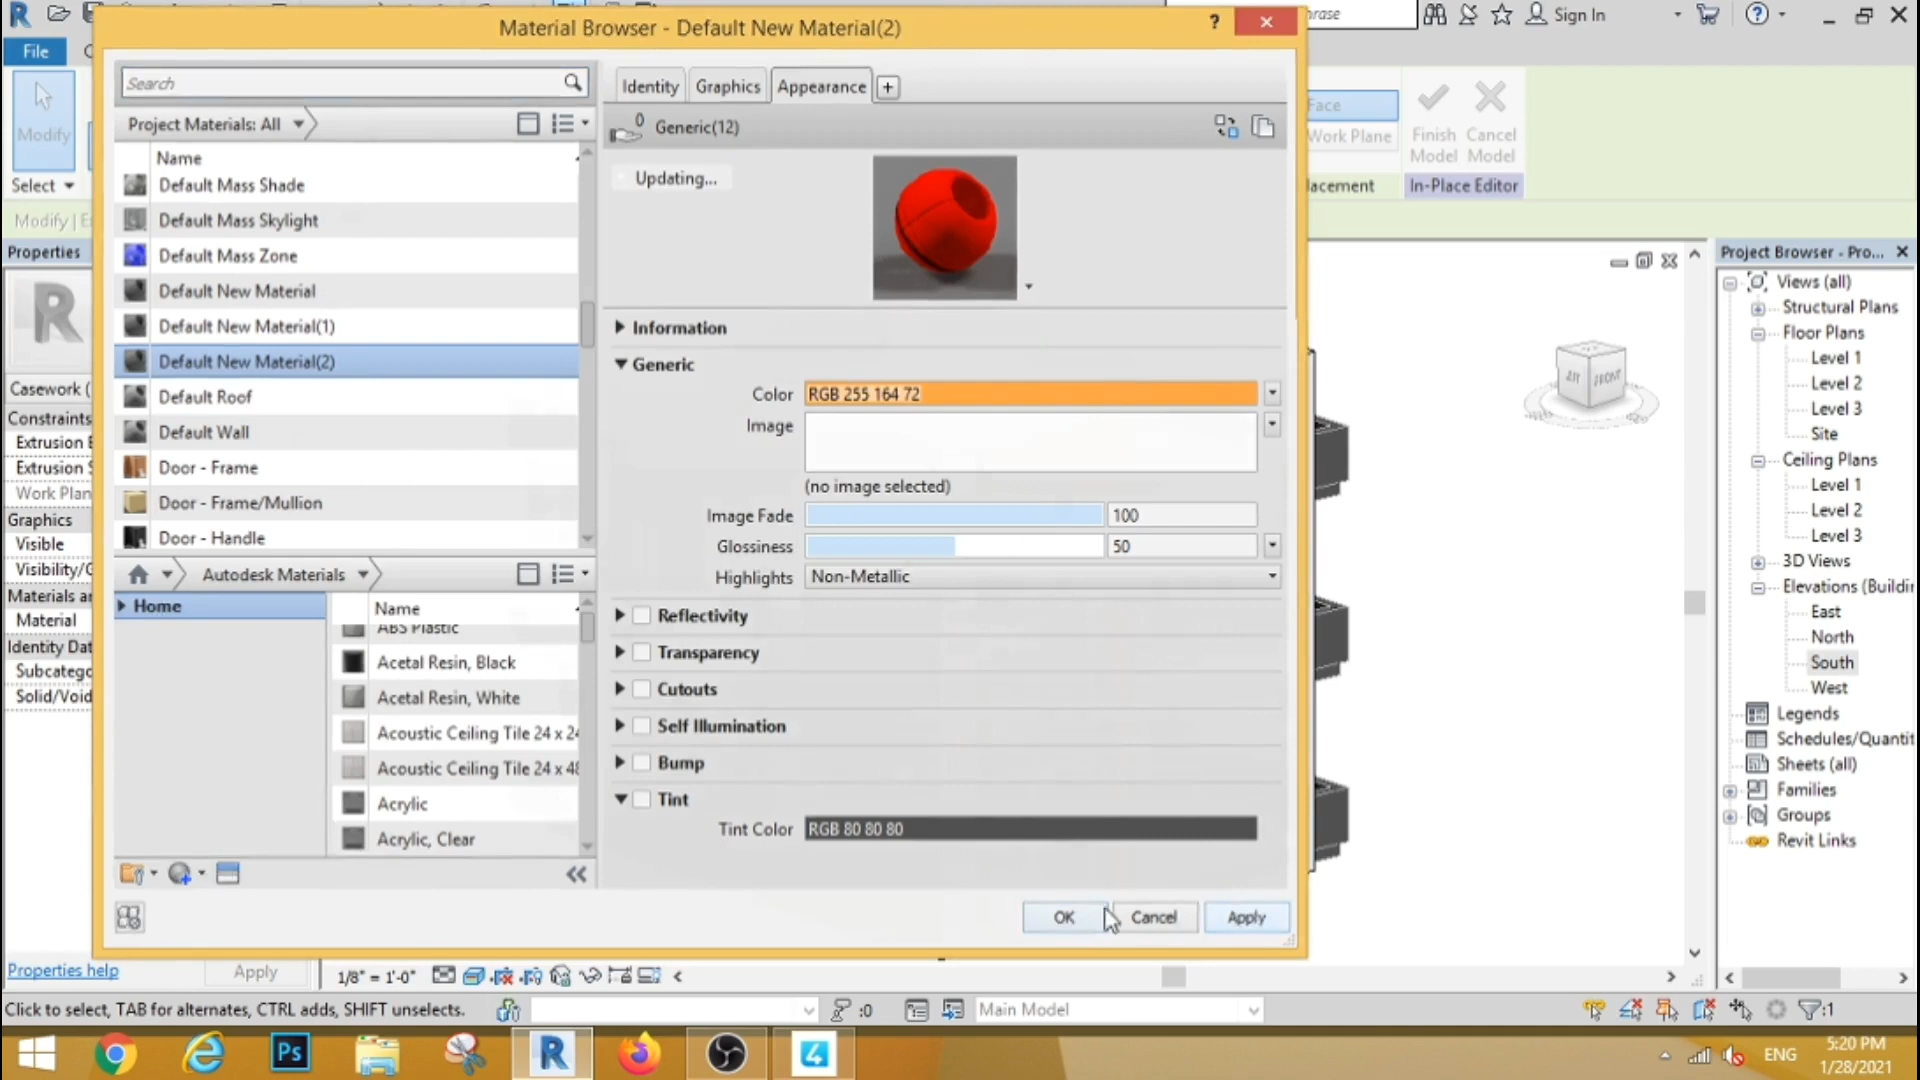 Material Browser - Default New Material(2)
?
hrase
Sign In
File
Search
Identity
Graphics
Appearance
Modify
Face
Work Plane
Finish Model
Cancel Model
Project Materials: All
0
Generic(12)
Select
lacement
In-Place Editor
Name
Updating...
Default Mass Shade
Default Mass Skylight
Default Mass Zone
Default New Material
Default New Material(1)
Default New Material(2)
Default Roof
Default Wall
Door - Frame
Door - Frame/Mullion
Door - Handle
Modify | E
Properties
Casework (
Constraints
Extrusion E
Extrusion S
Work Plan
Graphics
Visible
Visibility/G
Materials an
Material
Identity Dat
Subcatego
Solid/Void
Information
Generic
Color
RGB 255 164 72
Image
(no image selected)
Image Fade
100
Glossiness
50
Highlights
Non-Metallic
Reflectivity
Transparency
Cutouts
Self Illumination
Bump
Tint
Tint Color
RGB 80 80 80
Autodesk Materials
Home
Name
ABS Plastic
Acetal Resin, Black
Acetal Resin, White
Acoustic Ceiling Tile 24 x 24
Acoustic Ceiling Tile 24 x 48
Acrylic
Acrylic, Clear
OK
Cancel
Apply
FRONT
Project Browser - Pro...
Views (all)
Structural Plans
Floor Plans
Level 1
Level 2
Level 3
Site
Ceiling Plans
Level 1
Level 2
Level 3
3D Views
Elevations (Buildin
East
North
South
West
Legends
Schedules/Quantit
Sheets (all)
Families
Groups
Revit Links
Properties help
Apply
1/8" = 1'-0"
Click to select, TAB for alternates, CTRL adds, SHIFT unselects.
:0
Main Model
:1
Ps
R
4
ENG
5:20 PM
1/28/2021